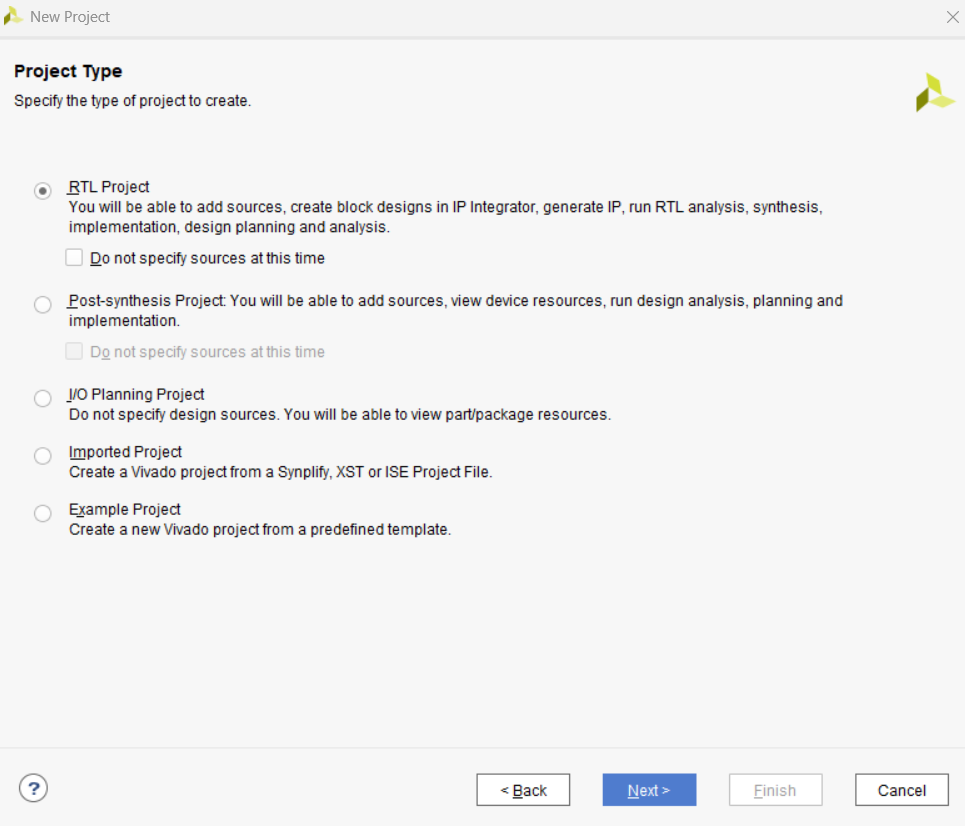 New Project
Project Type
Specify the type of project to create.
RTL Project
You will be able to add sources, create block designs in IP Integrator, generate IP, run RTL analysis, synthesis,
implementation, design planning and analysis.
Do not specify sources at this time
Post-synthesis Project: You will be able to add sources, view device resources, run design analysis, planning and
implementation.
Do not specify sources at this time
I/O Planning Project
Do not specify design sources. You will be able to view part/package resources.
Imported Project
Create a Vivado project from a Synplify, XST or ISE Project File.
Example Project
Create a new Vivado project from a predefined template.
?
< Back
Next >
Finish
Cancel